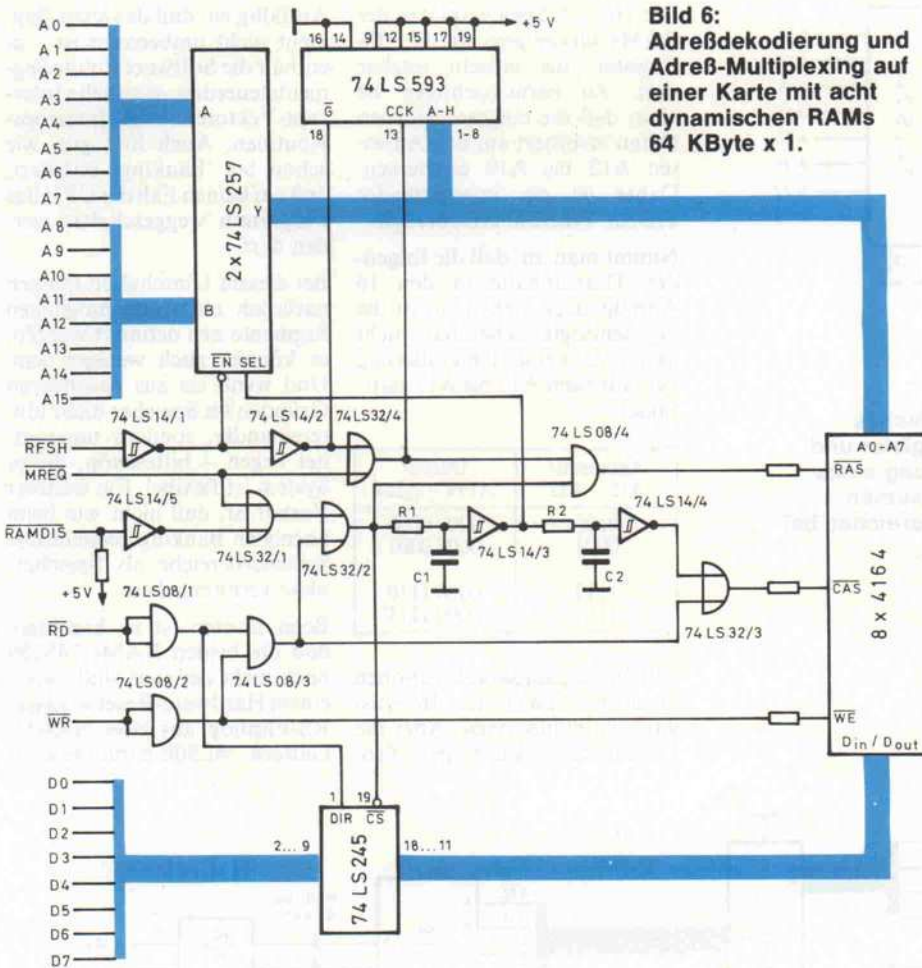 Bild 6:
Adreßdekodierung und
Adreß-Multiplexing auf
einer Karte mit acht
dynamischen RAMs
64 KByte x 1.
A0
A1
A2
A3
A4
A5
A6
A7
A8
A9
A10
A11
A12
A13
A14
A15
+5V
16 14 9 12 15 17 19
74LS593
G CCK A-H
18 13 1-8
2 x 74LS257
Y
B
EN SEL
RFSH
MREQ
RAMDIS
+5V
RD
WR
74LS14/1
74LS14/2
74LS32/4
74LS08/4
74LS14/5
74LS32/1
74LS32/2
R1
C1
74LS14/3
R2
C2
74LS14/4
74LS32/3
74LS08/1
74LS08/2
74LS08/3
A0-A7
RAS
CAS
WE
Din / Dout
8 x 4164
D0
D1
D2
D3
D4
D5
D6
D7
1 19
DIR CS
2...9
18...11
74LS245